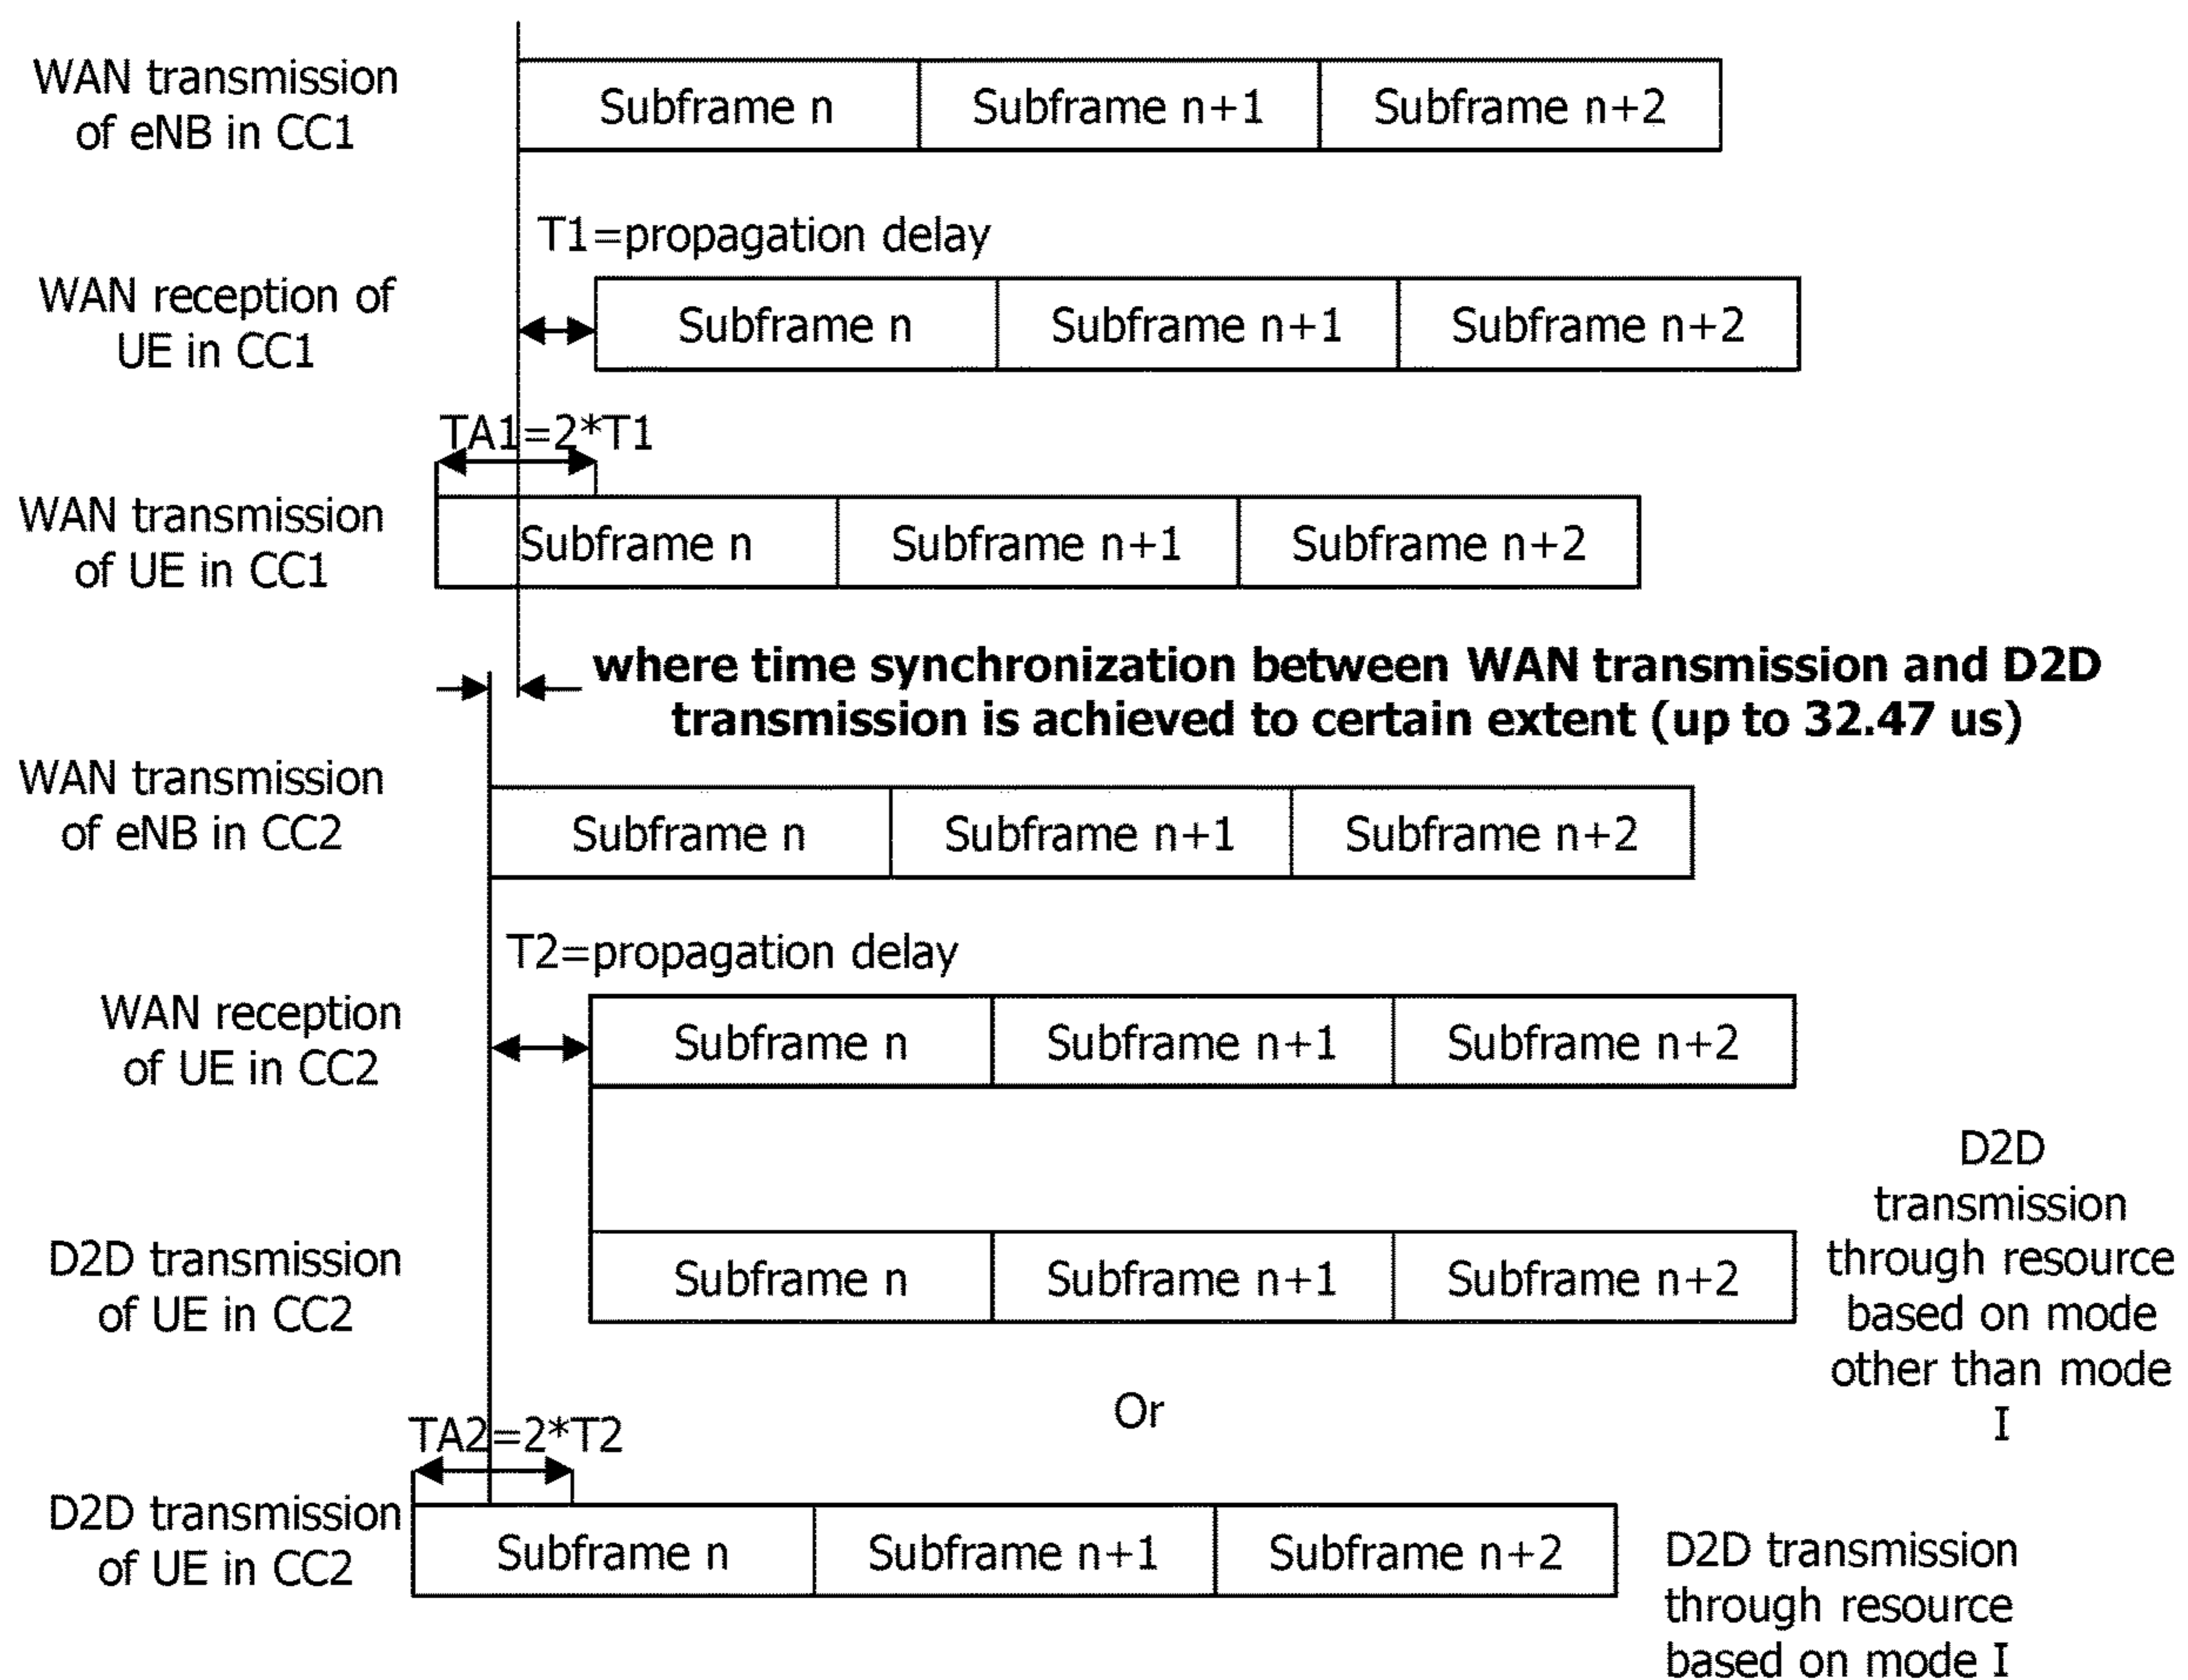 WAN transmission
of eNB in CC1
Subframe n
Subframe n+1
Subframe n+2
T1=propagation delay
WAN reception of
UE in CC1
Subframe n
Subframe n+1
Subframe n+2
TA1=2*T1
WAN transmission
of UE in CC1
Subframe n
Subframe n+1
Subframe n+2
where time synchronization between WAN transmission and D2D
transmission is achieved to certain extent (up to 32.47 us)
WAN transmission
of eNB in CC2
Subframe n
Subframe n+1
Subframe n+2
T2=propagation delay
WAN reception
of UE in CC2
Subframe n
Subframe n+1
Subframe n+2
D2D transmission
of UE in CC2
Subframe n
Subframe n+1
Subframe n+2
D2D
transmission
through resource
based on mode
other than mode
I
Or
TA2=2*T2
D2D transmission
of UE in CC2
Subframe n
Subframe n+1
Subframe n+2
D2D transmission
through resource
based on mode I